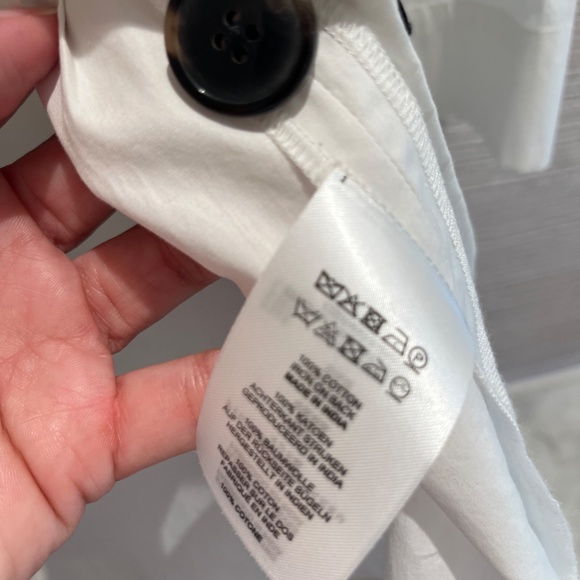 P
100% COTTON
IRON ON BACK
MADE IN INDIA
100% KATOEN
ACHTERKANT STRIJKEN
GEPRODUCEERD IN INDIA
100% BAUMWOLLE
AUF DER RÜCKSEITE BÜGELN
HERGESTELLT IN INDIEN
100% COTON
REPASSER SUR LE DOS
FABRIQUÉ EN INDE
100% COTONE